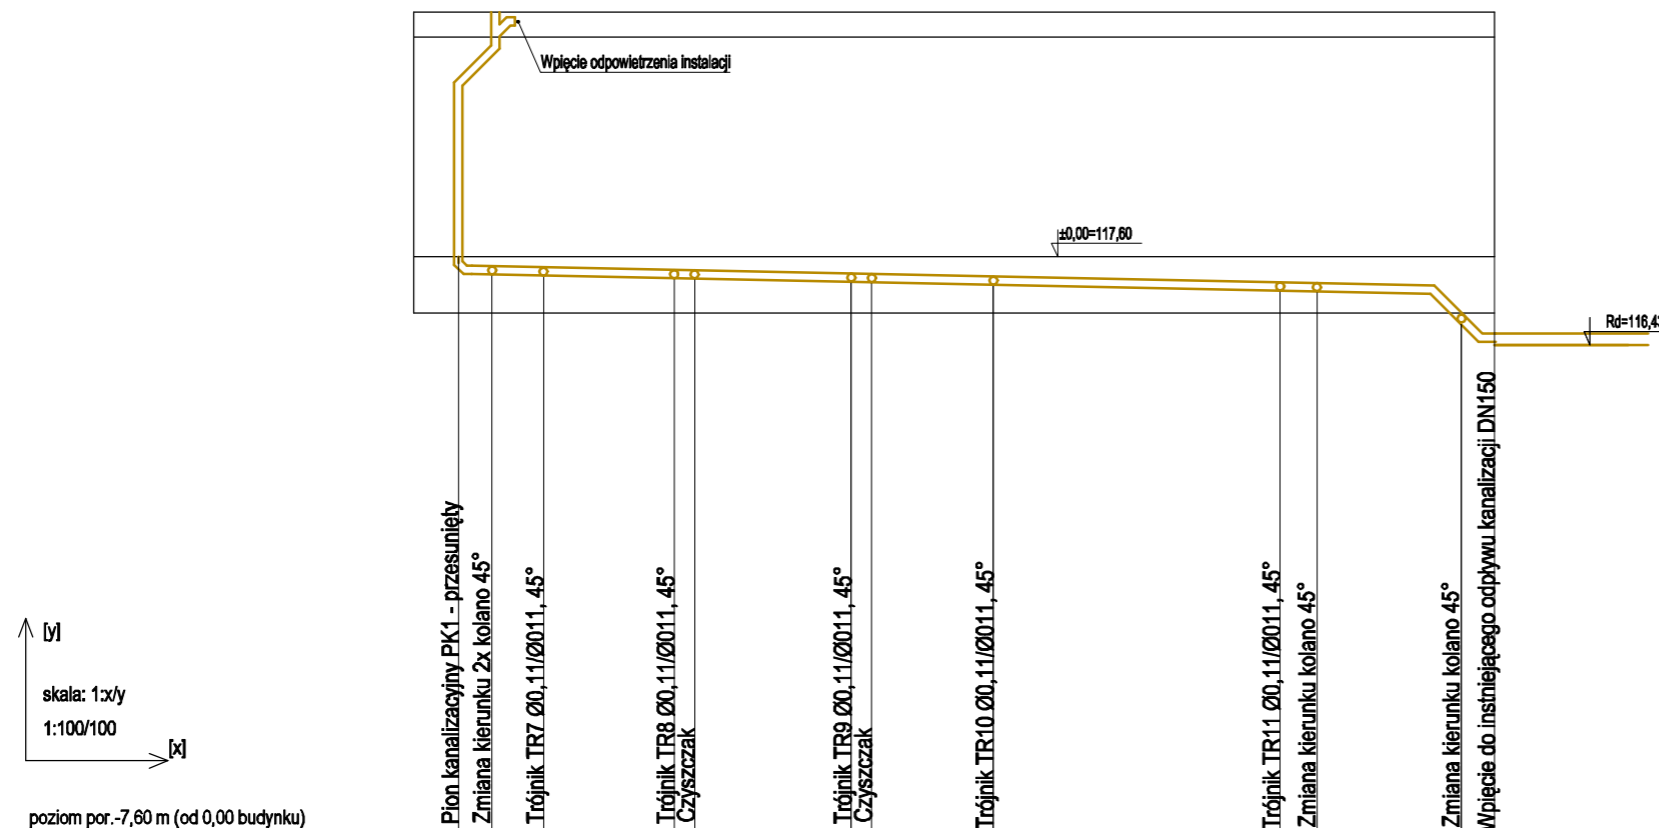 Wpięcie odpowietrzenia instalacji
±0,00=117,60
Rd=116,43
Pion kanalizacyjny PK1 - przesunięty
Zmiana kierunku 2x kolano 45°
Trójnik TR7 Ø0,11/Ø011, 45°
Trójnik TR8 Ø0,11/Ø011, 45°
Czyszczak
Trójnik TR9 Ø0,11/Ø011, 45°
Czyszczak
Trójnik TR10 Ø0,11/Ø011, 45°
Trójnik TR11 Ø0,11/Ø011, 45°
Zmiana kierunku kolano 45°
Zmiana kierunku kolano 45°
Wpięcie do instniejącego odpływu kanalizacji DN150
[y]
skala: 1:x/y
1:100/100
[x]
poziom por.-7,60 m (od 0,00 budynku)